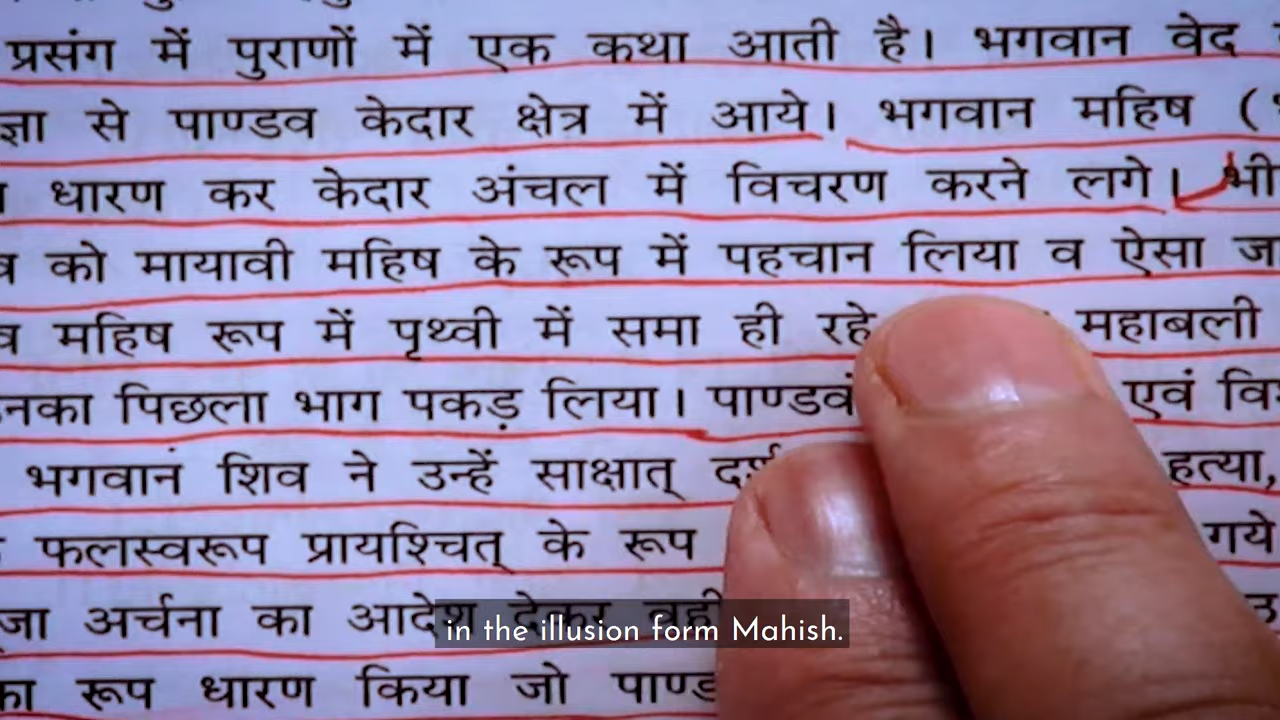 प्रसंग में पुराणों में एक कथा आती है। भगवान वेद
से पाण्डव केदार क्षेत्र में आये। भगवान महिष (
धारण कर केदार अंचल में विचरण करने लगे।
को मायावी महिष के रूप में पहचान लिया व ऐसा
महिष रूप में पृथ्वी में समा ही रहे महाबली
पिछला भाग पकड़ लिया। एवं
भगवानं शिव ने उन्हें साक्षात् हत्या,
फलस्वरूप प्रायश्चित् के रूप गये
अर्चना का आदेश देकर वहीं
in the illusion form Mahish.
रूप धारण किया जो